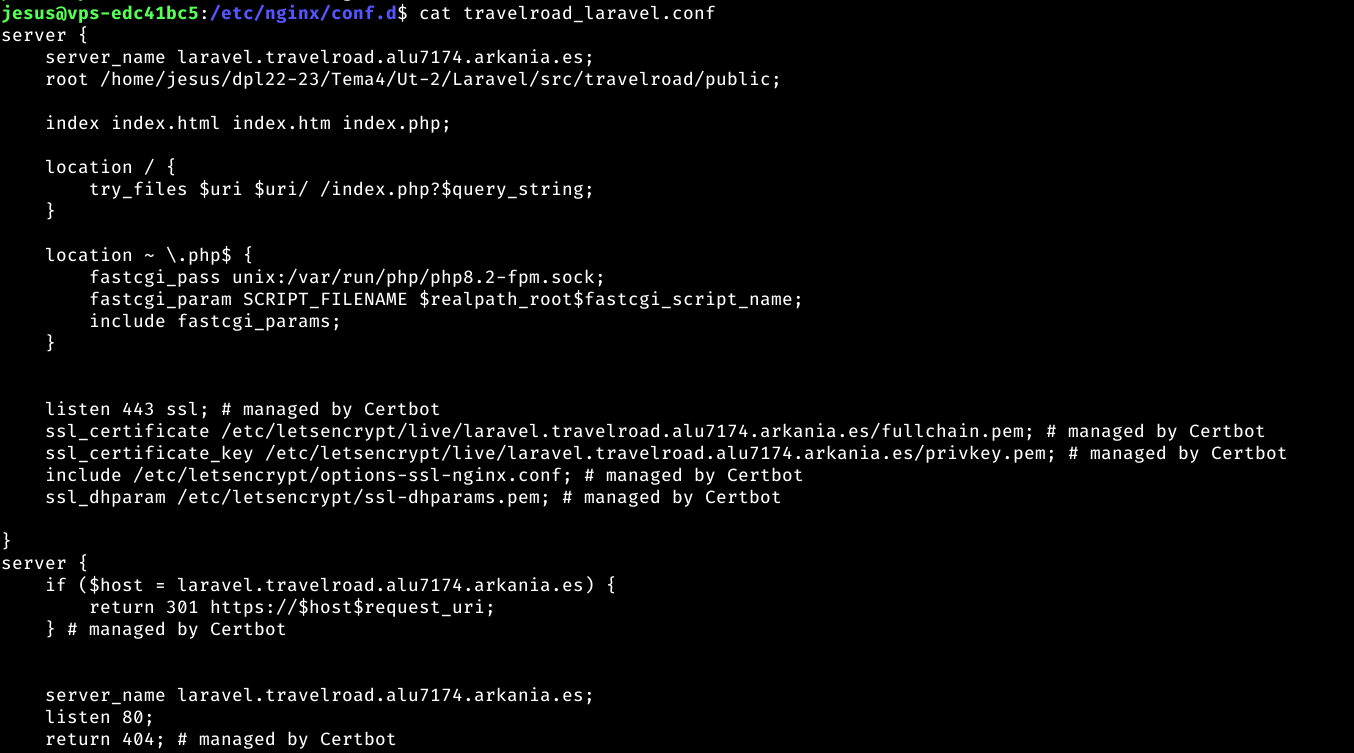 jesus@vps-edc41bc5:/etc/nginx/conf.d$ cat travelroad_laravel.conf
server {
    server_name laravel.travelroad.alu7174.arkania.es;
    root /home/jesus/dpl22-23/Tema4/Ut-2/Laravel/src/travelroad/public;

    index index.html index.htm index.php;

    location / {
        try_files $uri $uri/ /index.php?$query_string;
    }

    location ~ \.php$ {
        fastcgi_pass unix:/var/run/php/php8.2-fpm.sock;
        fastcgi_param SCRIPT_FILENAME $realpath_root$fastcgi_script_name;
        include fastcgi_params;
    }


    listen 443 ssl; # managed by Certbot
    ssl_certificate /etc/letsencrypt/live/laravel.travelroad.alu7174.arkania.es/fullchain.pem; # managed by Certbot
    ssl_certificate_key /etc/letsencrypt/live/laravel.travelroad.alu7174.arkania.es/privkey.pem; # managed by Certbot
    include /etc/letsencrypt/options-ssl-nginx.conf; # managed by Certbot
    ssl_dhparam /etc/letsencrypt/ssl-dhparams.pem; # managed by Certbot

}
server {
    if ($host = laravel.travelroad.alu7174.arkania.es) {
        return 301 https://$host$request_uri;
    } # managed by Certbot


    server_name laravel.travelroad.alu7174.arkania.es;
    listen 80;
    return 404; # managed by Certbot